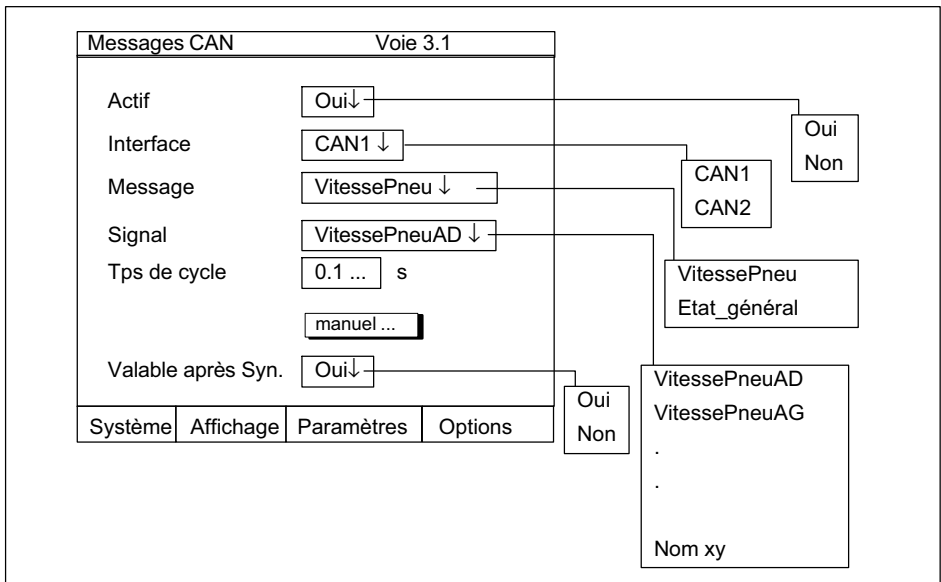 Messages CAN Voie 3.1
Actif Oui↓
Interface CAN1 ↓
Message VitessePneu ↓
Signal VitessePneuAD ↓
Tps de cycle 0.1 ... s
manuel ...
Valable après Syn. Oui↓
Système Affichage Paramètres Options
Oui
Non
CAN1
CAN2
VitessePneu
Etat_général
VitessePneuAD
VitessePneuAG
.
.
Nom xy
Oui
Non